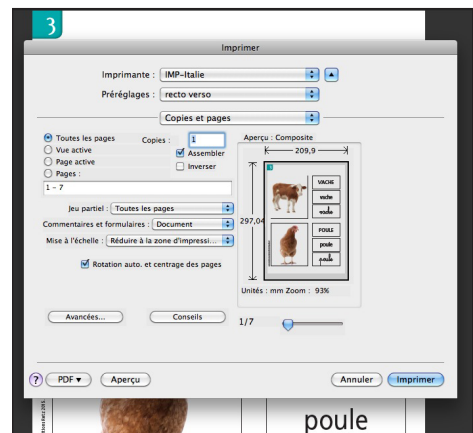 3
Imprimer
Imprimante : IMP-Italie
Préréglages : recto verso
Copies et pages
Toutes les pages
Vue active
Page active
Pages :
1 - 7
Copies : 1
Assembler
Inverser
Jeu partiel : Toutes les pages
Commentaires et formulaires : Document
Mise à l'échelle : Réduire à la zone d'impressi...
Rotation auto. et centrage des pages
Avancées...
Conseils
Aperçu : Composite
209,9
297,04
VACHE
vache
vache
POULE
poule
poule
Unités : mm Zoom : 93%
1/7
? PDF▼ Aperçu
Annuler Imprimer
poule